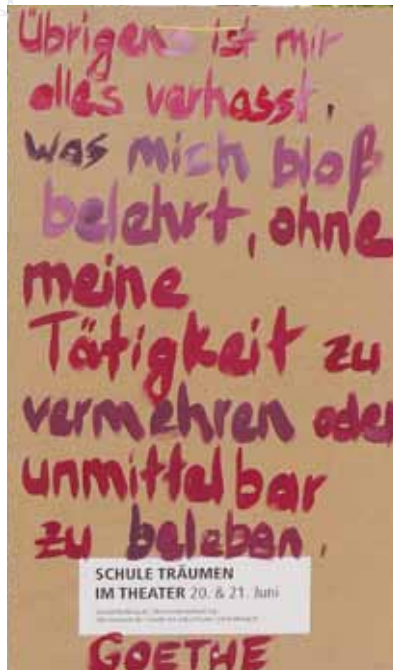 Übrigens ist mir
alles verhasst,
was mich bloß
belehrt, ohne
meine
Tätigkeit zu
vermehren oder
unmittelbar
zu beleben.
SCHULE TRÄUMEN
IM THEATER 20. & 21. Juni
GOETHE